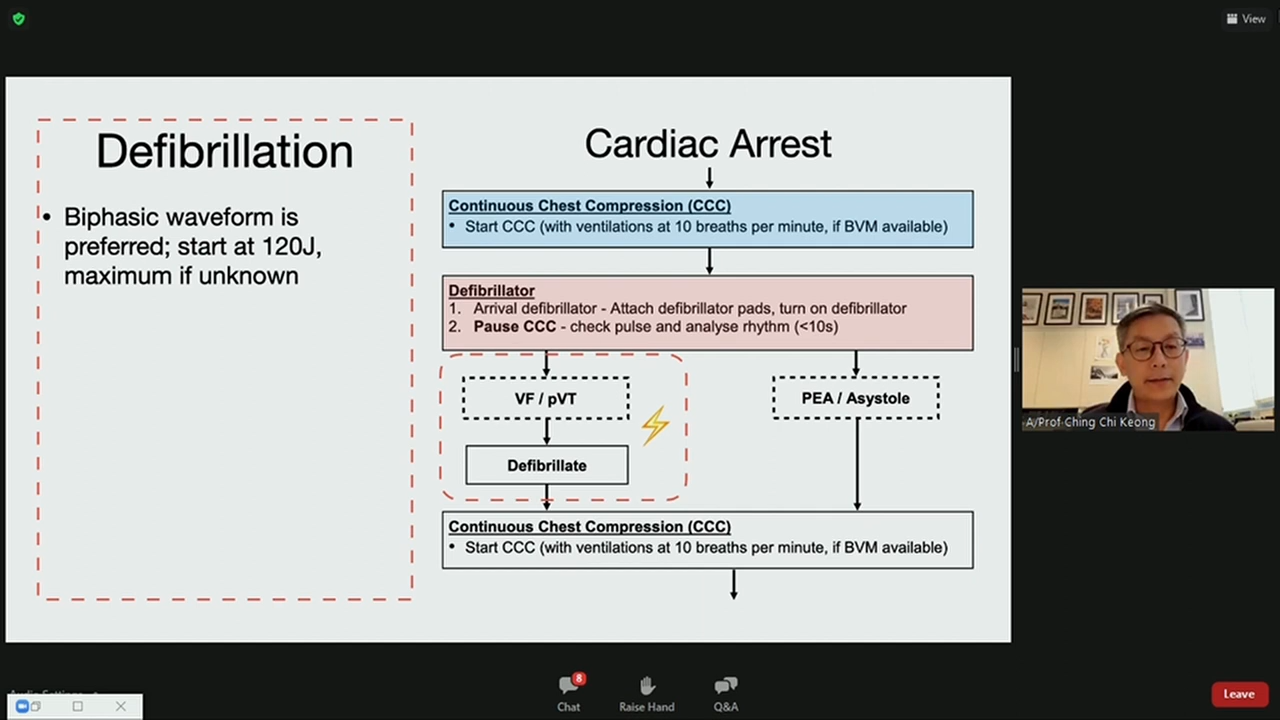 View
Defibrillation
• Biphasic waveform is
preferred; start at 120J,
maximum if unknown
Cardiac Arrest
Continuous Chest Compression (CCC)
• Start CCC (with ventilations at 10 breaths per minute, if BVM available)
Defibrillator
1. Arrival defibrillator - Attach defibrillator pads, turn on defibrillator
2. Pause CCC - check pulse and analyse rhythm (<10s)
VF / pVT
PEA / Asystole
Defibrillate
Continuous Chest Compression (CCC)
• Start CCC (with ventilations at 10 breaths per minute, if BVM available)
A/Prof Ching Chi Keong
8
Chat
Raise Hand
Q&A
Leave